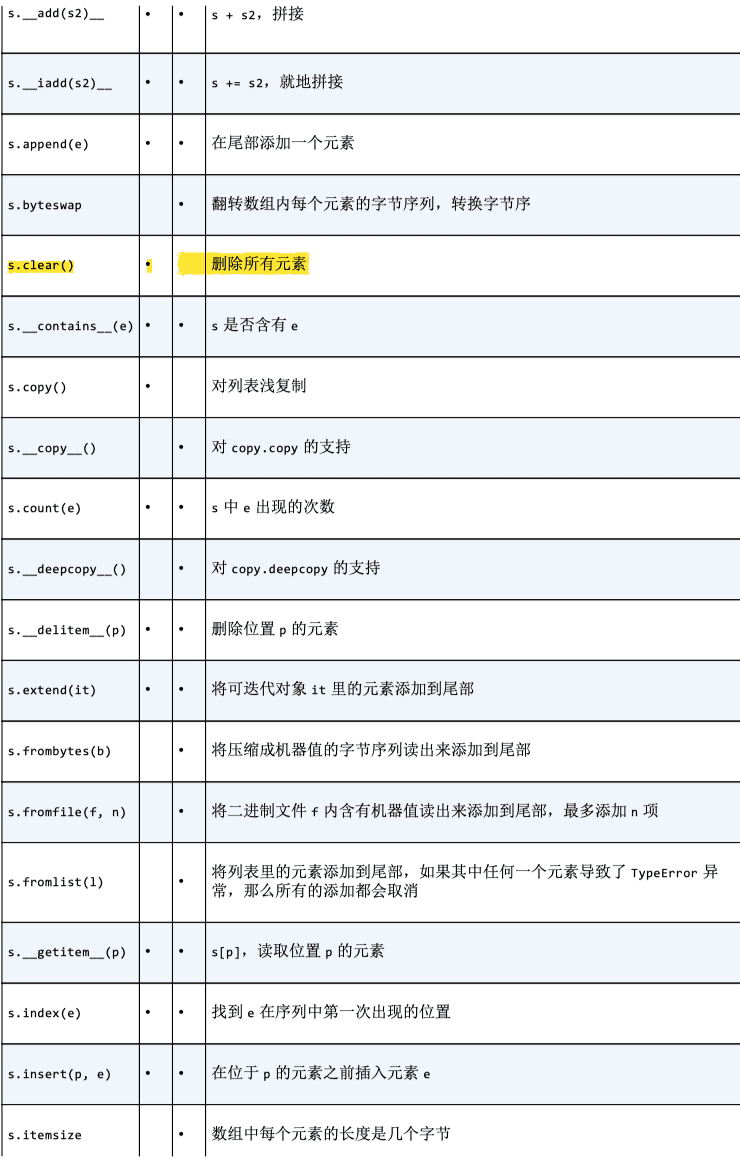 s.__add(s2)__ • • s + s2，拼接
s.__iadd(s2)__ • • s += s2，就地拼接
s.append(e) • • 在尾部添加一个元素
s.byteswap • 翻转数组内每个元素的字节序列，转换字节序
s.clear() • 删除所有元素
s.__contains__(e) • • s 是否含有 e
s.copy() • 对列表浅复制
s.__copy__() • 对 copy.copy 的支持
s.count(e) • • s 中 e 出现的次数
s.__deepcopy__() • 对 copy.deepcopy 的支持
s.__delitem__(p) • • 删除位置 p 的元素
s.extend(it) • • 将可迭代对象 it 里的元素添加到尾部
s.frombytes(b) • 将压缩成机器值的字节序列读出来添加到尾部
s.fromfile(f, n) • 将二进制文件 f 内含有机器值读出来添加到尾部，最多添加 n 项
s.fromlist(l) • 将列表里的元素添加到尾部，如果其中任何一个元素导致了 TypeError 异
常，那么所有的添加都会取消
s.__getitem__(p) • • s[p]，读取位置 p 的元素
s.index(e) • • 找到 e 在序列中第一次出现的位置
s.insert(p, e) • • 在位于 p 的元素之前插入元素 e
s.itemsize • 数组中每个元素的长度是几个字节